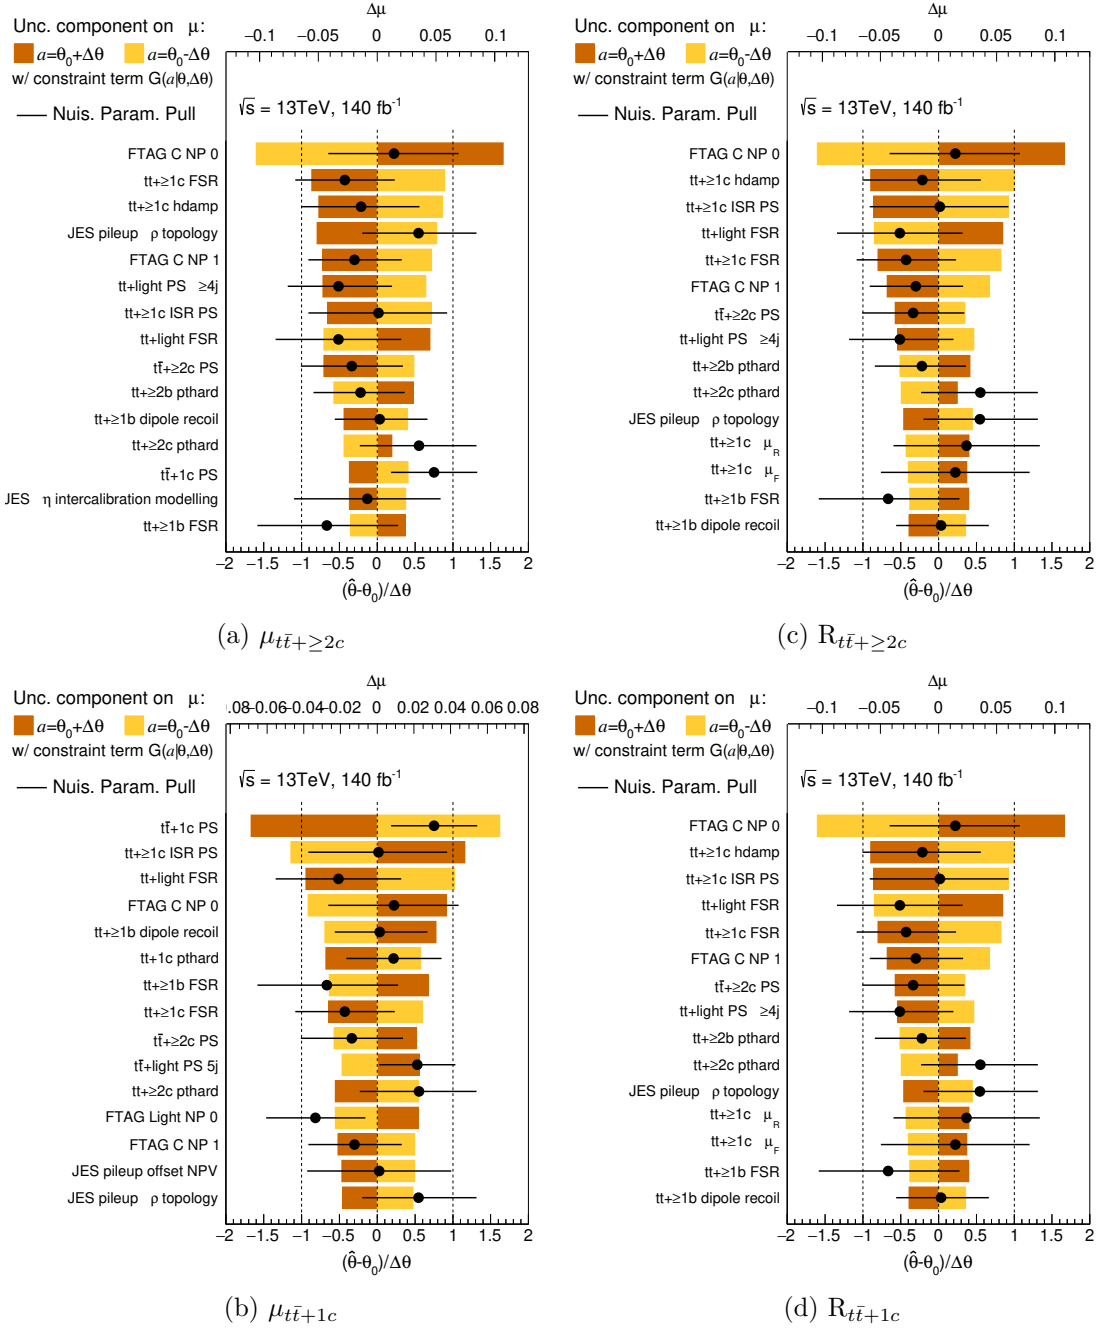 Unc. component on μ:
a=θ0+Δθ a=θ0-Δθ
w/ constraint term G(a|θ,Δθ)
Nuis. Param. Pull
Δμ
−0.1 −0.05 0 0.05 0.1
√s = 13TeV, 140 fb-1
FTAG C NP 0
tt+≥1c FSR
tt+≥1c hdamp
JES pileup ρ topology
FTAG C NP 1
tt+light PS ≥4j
tt+≥1c ISR PS
tt+light FSR
tt̄+≥2c PS
tt+≥2b pthard
tt+≥1b dipole recoil
tt+≥2c pthard
tt̄+1c PS
JES η intercalibration modelling
tt+≥1b FSR
−2 −1.5 −1 −0.5 0 0.5 1 1.5 2
(θ̂-θ0)/Δθ
(a) μtt̄+≥2c
Unc. component on μ:
a=θ0+Δθ a=θ0-Δθ
w/ constraint term G(a|θ,Δθ)
Nuis. Param. Pull
Δμ
−0.1 −0.05 0 0.05 0.1
√s = 13TeV, 140 fb-1
FTAG C NP 0
tt+≥1c hdamp
tt+≥1c ISR PS
tt+light FSR
tt+≥1c FSR
FTAG C NP 1
tt̄+≥2c PS
tt+light PS ≥4j
tt+≥2b pthard
tt+≥2c pthard
JES pileup ρ topology
tt+≥1c μR
tt+≥1c μF
tt+≥1b FSR
tt+≥1b dipole recoil
−2 −1.5 −1 −0.5 0 0.5 1 1.5 2
(θ̂-θ0)/Δθ
(c) Rtt̄+≥2c
Unc. component on μ:
a=θ0+Δθ a=θ0-Δθ
w/ constraint term G(a|θ,Δθ)
Nuis. Param. Pull
Δμ
0.08−0.06−0.04−0.02 0 0.02 0.04 0.06 0.08
√s = 13TeV, 140 fb-1
tt̄+1c PS
tt+≥1c ISR PS
tt+light FSR
FTAG C NP 0
tt+≥1b dipole recoil
tt+1c pthard
tt+≥1b FSR
tt+≥1c FSR
tt̄+≥2c PS
tt̄+light PS 5j
tt+≥2c pthard
FTAG Light NP 0
FTAG C NP 1
JES pileup offset NPV
JES pileup ρ topology
−2 −1.5 −1 −0.5 0 0.5 1 1.5 2
(θ̂-θ0)/Δθ
(b) μtt̄+1c
Unc. component on μ:
a=θ0+Δθ a=θ0-Δθ
w/ constraint term G(a|θ,Δθ)
Nuis. Param. Pull
Δμ
−0.1 −0.05 0 0.05 0.1
√s = 13TeV, 140 fb-1
FTAG C NP 0
tt+≥1c hdamp
tt+≥1c ISR PS
tt+light FSR
tt+≥1c FSR
FTAG C NP 1
tt̄+≥2c PS
tt+light PS ≥4j
tt+≥2b pthard
tt+≥2c pthard
JES pileup ρ topology
tt+≥1c μR
tt+≥1c μF
tt+≥1b FSR
tt+≥1b dipole recoil
−2 −1.5 −1 −0.5 0 0.5 1 1.5 2
(θ̂-θ0)/Δθ
(d) Rtt̄+1c